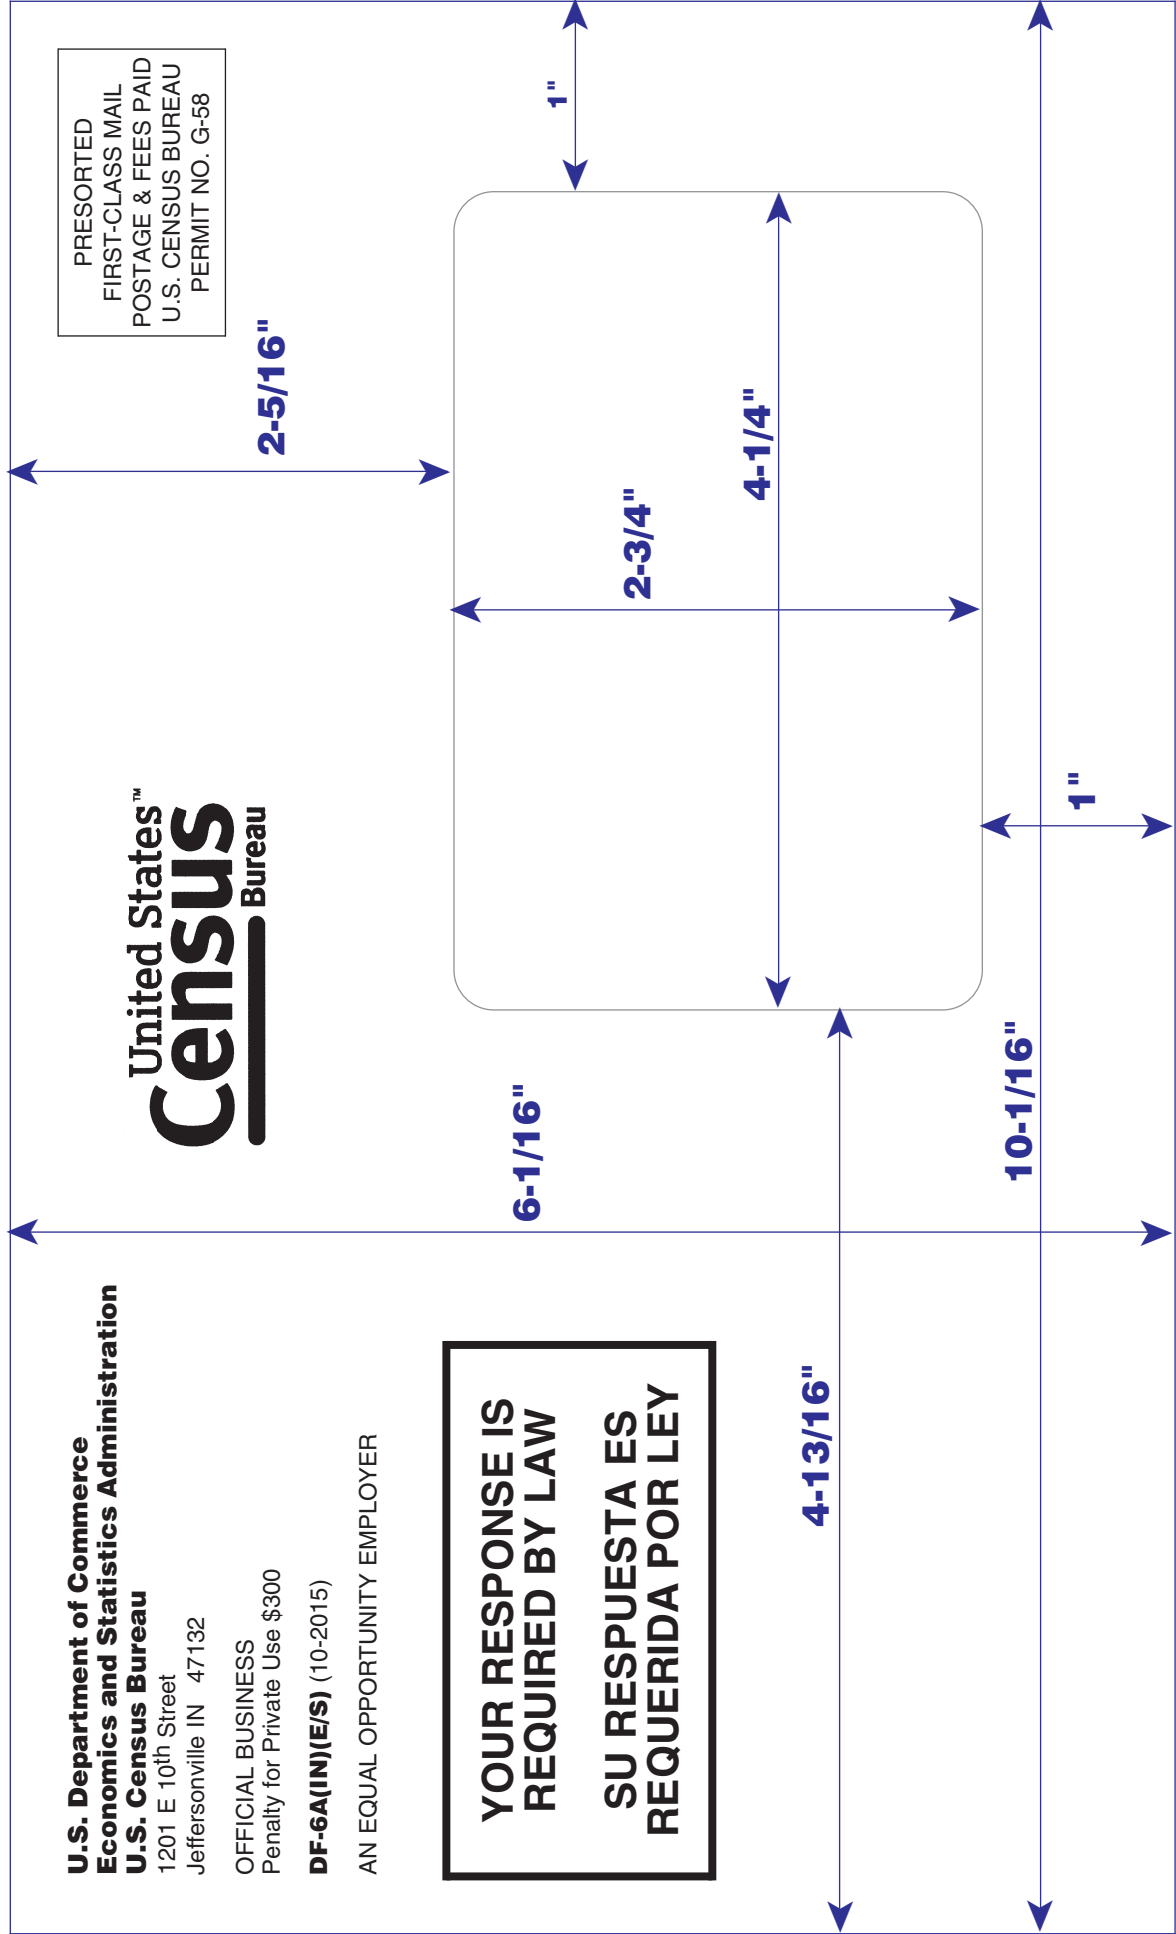 U.S. Department of Commerce
Economics and Statistics Administration
U.S. Census Bureau
1201 E 10th Street
Jeffersonville IN 47132
OFFICIAL BUSINESS
Penalty for Private Use $300
DF-6A(IN)(E/S) (10-2015)
AN EQUAL OPPORTUNITY EMPLOYER
United States™
Census
Bureau
PRESORTED
FIRST-CLASS MAIL
POSTAGE & FEES PAID
U.S. CENSUS BUREAU
PERMIT NO. G-58
2-5/16"
YOUR RESPONSE IS
REQUIRED BY LAW
SU RESPUESTA ES
REQUERIDA POR LEY
6-1/16"
1"
2-3/4"
4-1/4"
4-13/16"
10-1/16"
1"